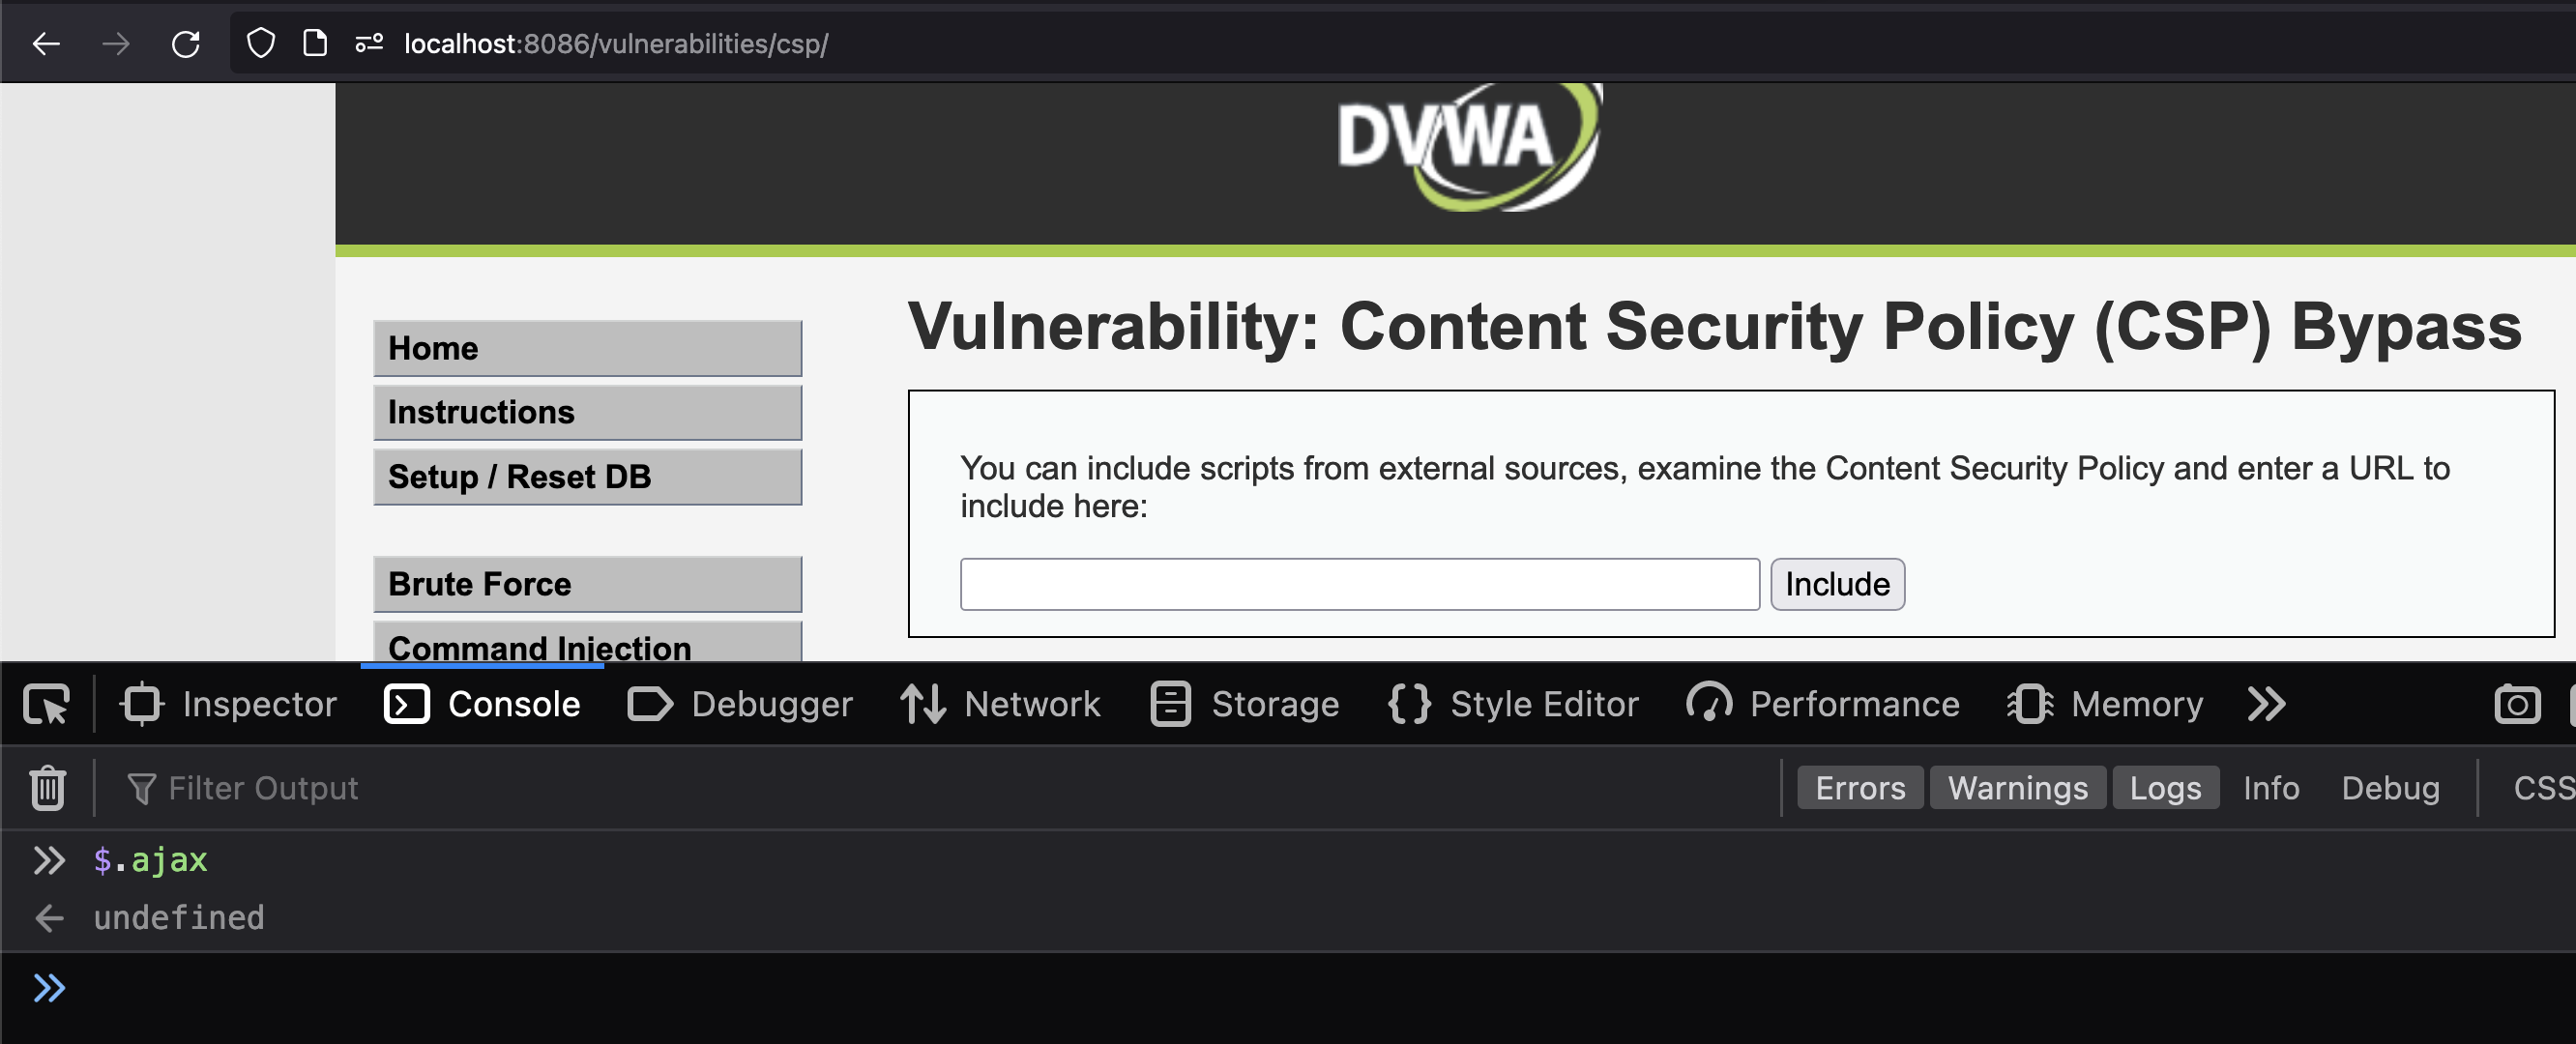 localhost:8086/vulnerabilities/csp/
DVWA
Vulnerability: Content Security Policy (CSP) Bypass
Home
Instructions
Setup / Reset DB
Brute Force
Command Injection
You can include scripts from external sources, examine the Content Security Policy and enter a URL to
include here:
Include
Inspector Console Debugger Network Storage Style Editor Performance Memory
Filter Output Errors Warnings Logs Info Debug CSS
$.ajax
undefined